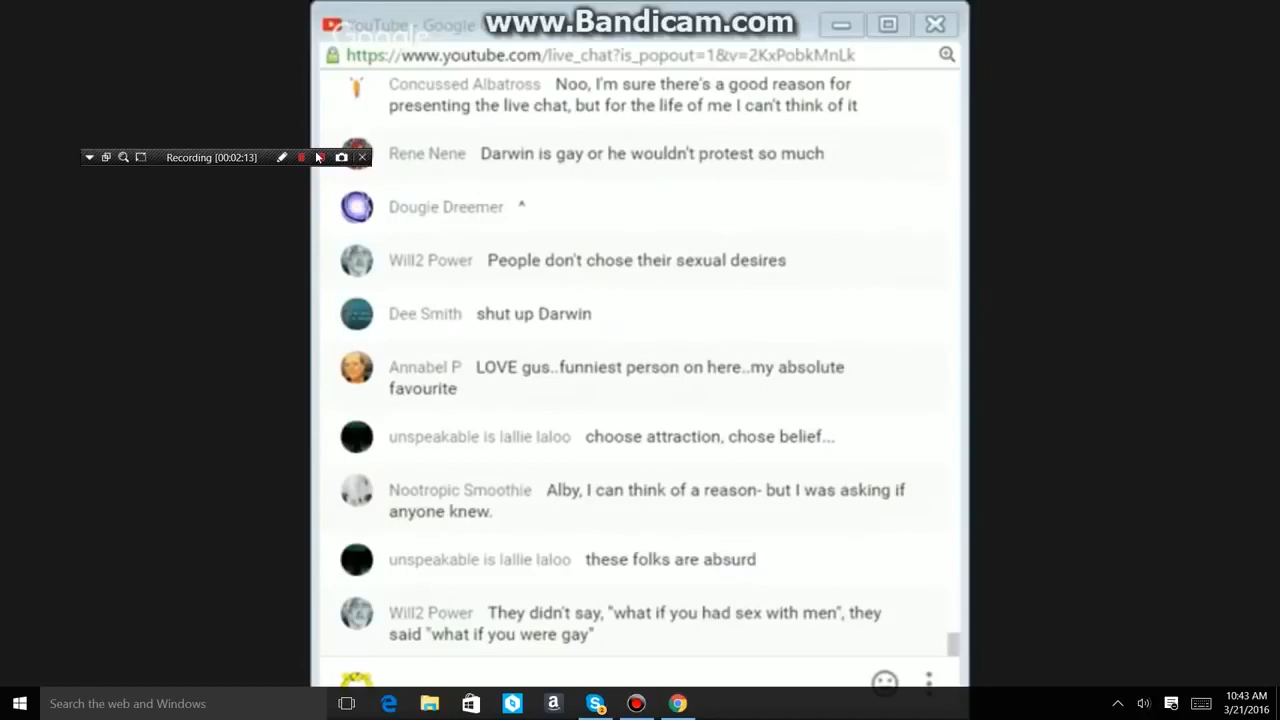 www.Bandicam.com
YouTube - Google
Google
https://www.youtube.com/live_chat?is_popout=1&v=2KxPobkMnLk
Concussed Albatross Noo, I'm sure there's a good reason for
presenting the live chat, but for the life of me I can't think of it
Recording [00:02:13]
Rene Nene Darwin is gay or he wouldn't protest so much
Dougie Dreemer ^
Will2 Power People don't chose their sexual desires
Dee Smith shut up Darwin
Annabel P LOVE gus..funniest person on here..my absolute
favourite
unspeakable is lallie laloo choose attraction, chose belief...
Nootropic Smoothie Alby, I can think of a reason- but I was asking if
anyone knew.
unspeakable is lallie laloo these folks are absurd
Will2 Power They didn't say, "what if you had sex with men", they
said "what if you were gay"
Search the web and Windows
10:43 AM
3/21/2016